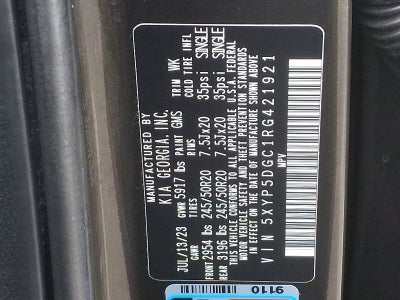 MANUFACTURED BY
KIA GEORGIA, INC.
JUL/13/23 GVWR 5917 lbs PAINT GMS TRIM WK
GAWR RIMS COLD TIRE INFL
FRONT 2954 lbs 245/50R20 7.5Jx20 35psi SINGLE
REAR 3196 lbs 245/50R20 7.5Jx20 35psi SINGLE
THIS VEHICLE CONFORMS TO ALL APPLICABLE U.S.A. FEDERAL
MOTOR VEHICLE SAFETY AND THEFT PREVENTION STANDARDS
IN EFFECT ON THE DATE OF MANUFACTURE SHOWN ABOVE.
VIN 5XYP5DGC1RG421921
MPV
9110